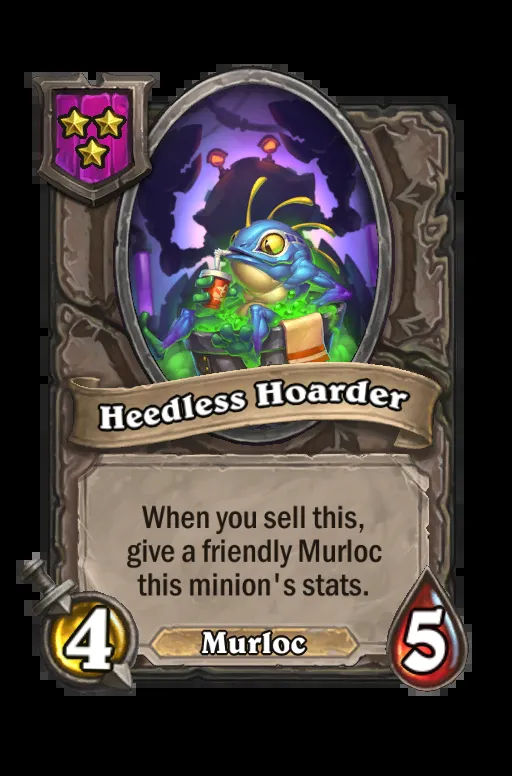 Heedless Hoarder
When you sell this,
give a friendly Murloc
this minion's stats.
4
Murloc
5